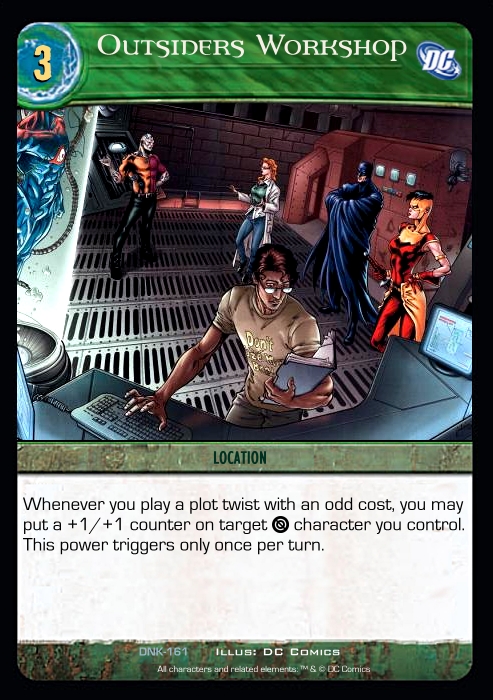 3
Outsiders Workshop
DC
Don't
LOCATION
Whenever you play a plot twist with an odd cost, you may
put a +1/+1 counter on target character you control.
This power triggers only once per turn.
DNK-161 Illus: DC Comics
All characters and related elements: ™ & © DC Comics